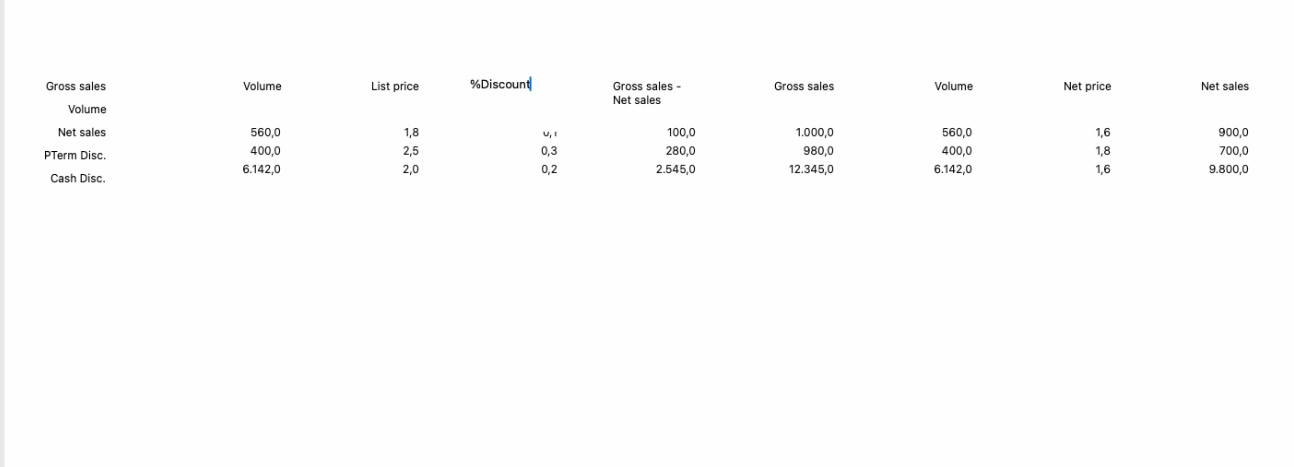 Gross sales Volume List price %Discount Gross sales - Gross sales Volume Net price Net sales
Net sales
Volume
Net sales 560,0 1,8 0,1 100,0 1.000,0 560,0 1,6 900,0
PTerm Disc. 400,0 2,5 0,3 280,0 980,0 400,0 1,8 700,0
Cash Disc. 6.142,0 2,0 0,2 2.545,0 12.345,0 6.142,0 1,6 9.800,0